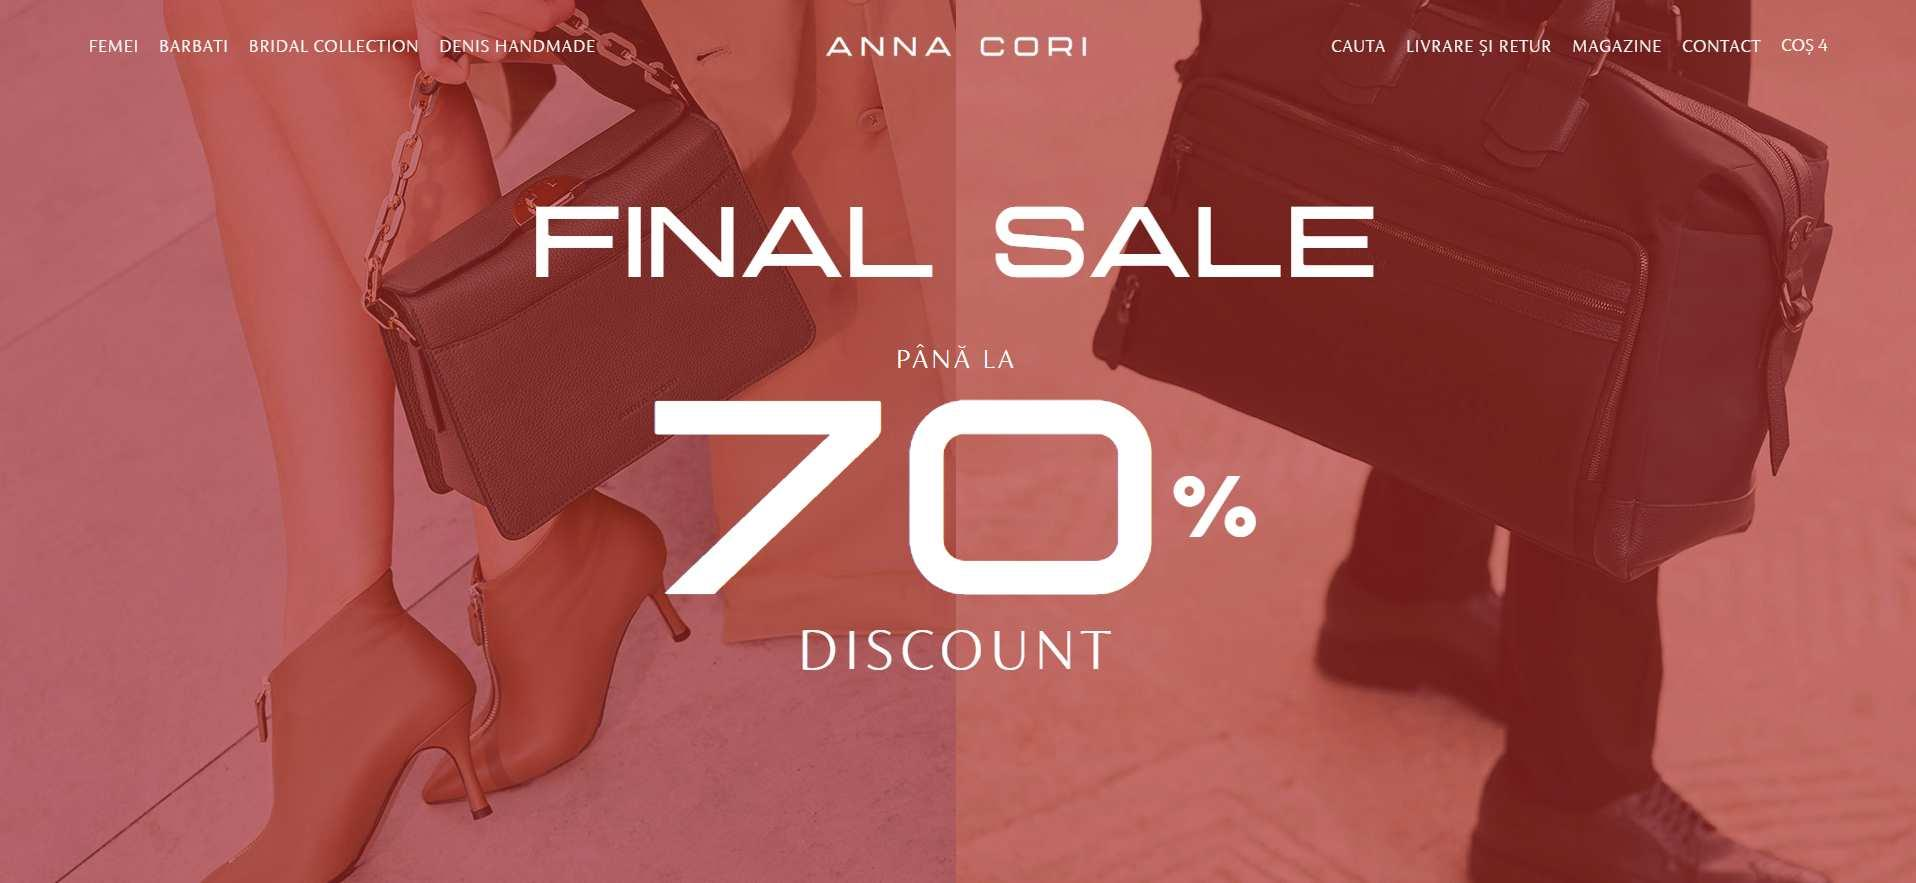 FEMEI BARBATI BRIDAL COLLECTION DENIS HANDMADE ANNA CORI CAUTA LIVRARE ȘI RETUR MAGAZINE CONTACT COȘ 4
FINAL SALE
PÂNĂ LA
70%
DISCOUNT